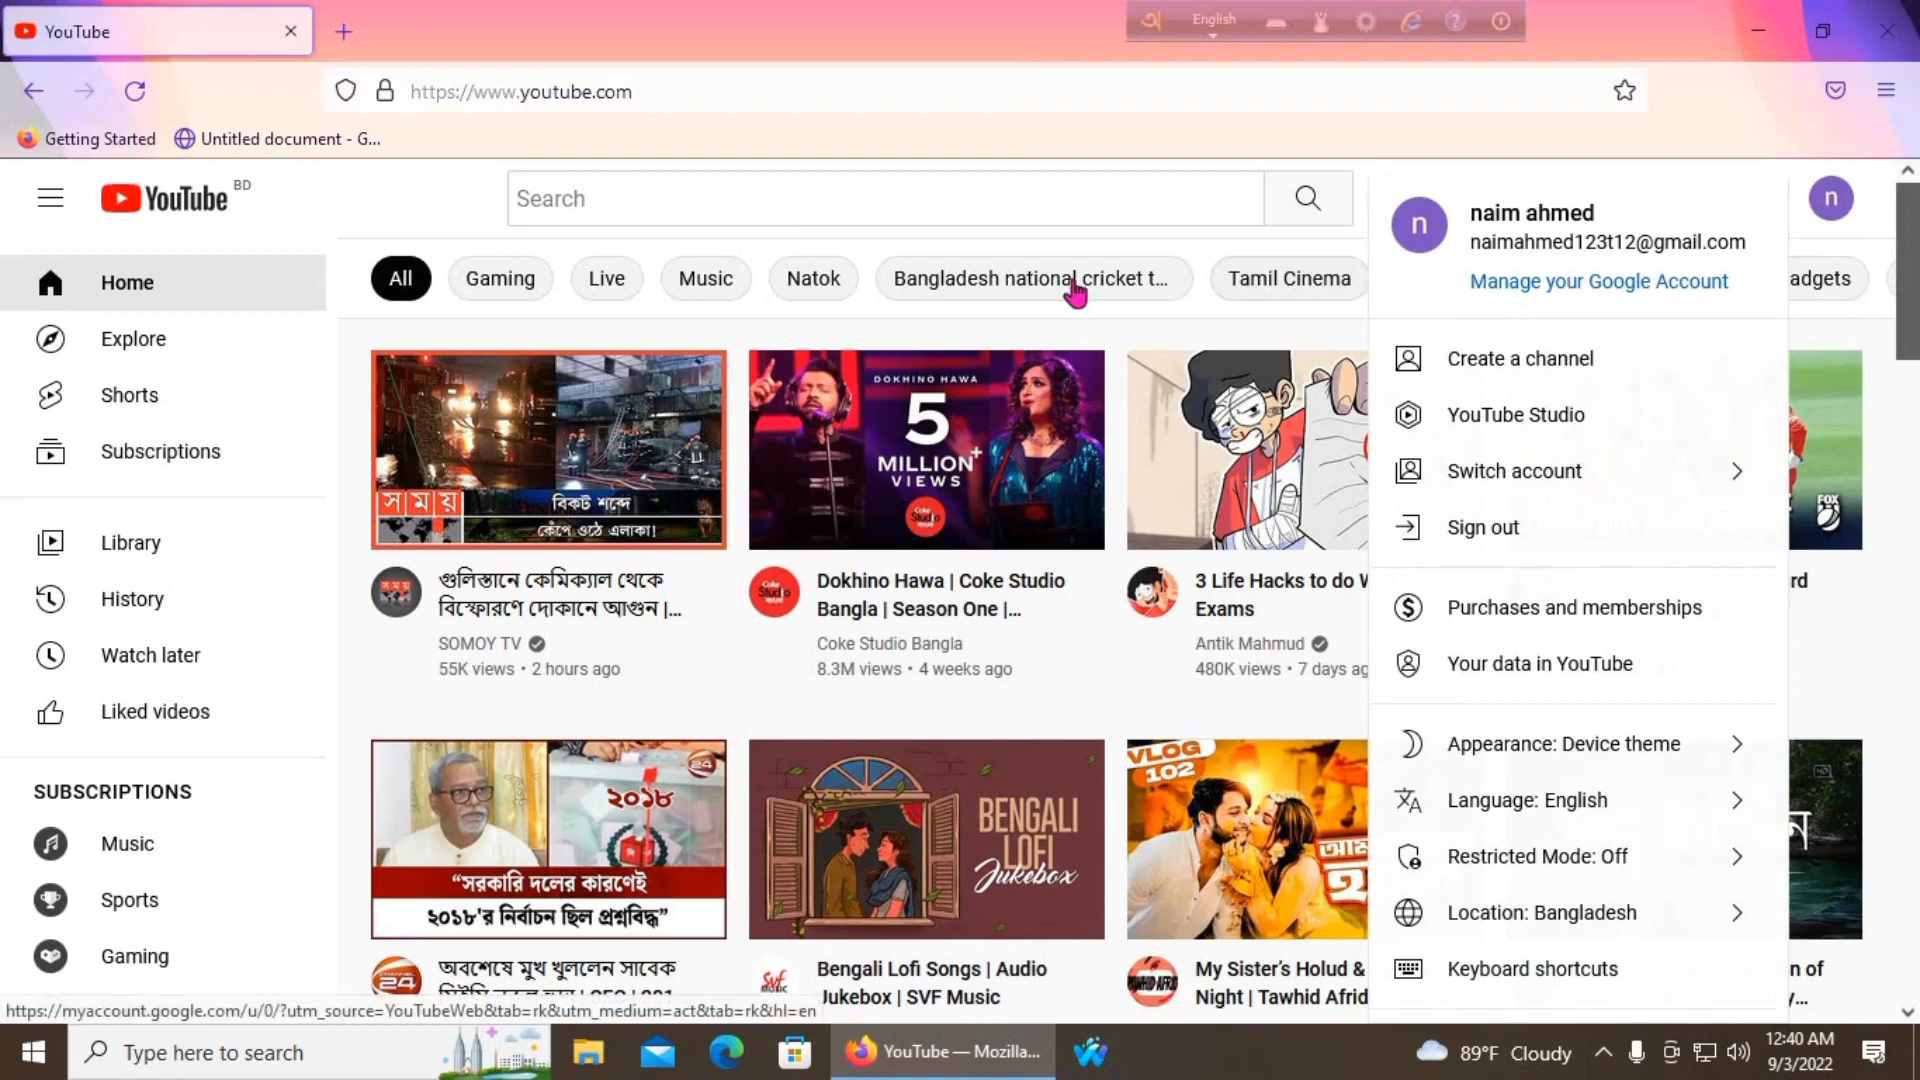 YouTube
English
https://www.youtube.com
Getting Started
Untitled document - G...
YouTube BD
Search
n
naim ahmed
naimahmed123t12@gmail.com
Manage your Google Account
n
Home
Explore
Shorts
Subscriptions
Library
History
Watch later
Liked videos
SUBSCRIPTIONS
Music
Sports
Gaming
All
Gaming
Live
Music
Natok
Bangladesh national cricket t...
Tamil Cinema
adgets
সময়
বিকট শব্দে
কেঁপে ওঠে এলাকা!
গুলিস্তানে কেমিক্যাল থেকে
বিস্ফোরণে দোকানে আগুন |...
SOMOY TV
55K views • 2 hours ago
DOKHINO HAWA
5
MILLION+
VIEWS
Dokhino Hawa | Coke Studio
Bangla | Season One |...
Coke Studio Bangla
8.3M views • 4 weeks ago
3 Life Hacks to do W
Exams
Antik Mahmud
480K views • 7 days ag
FOX
rd
Create a channel
YouTube Studio
Switch account
Sign out
Purchases and memberships
Your data in YouTube
Appearance: Device theme
Language: English
Restricted Mode: Off
Location: Bangladesh
Keyboard shortcuts
24
২০১৮
“সরকারি দলের কারণেই
২০১৮'র নির্বাচন ছিল প্রশ্নবিদ্ধ”
অবশেষে মুখ খুললেন সাবেক
BENGALI
LOFI
Jukebox
Bengali Lofi Songs | Audio
Jukebox | SVF Music
VLOG
102
My Sister’s Holud &
Night | Tawhid Afrid
n of
y...
https://myaccount.google.com/u/0/?utm_source=YouTubeWeb&tab=rk&utm_medium=act&tab=rk&hl=en
Type here to search
YouTube — Mozilla...
89°F Cloudy
12:40 AM
9/3/2022